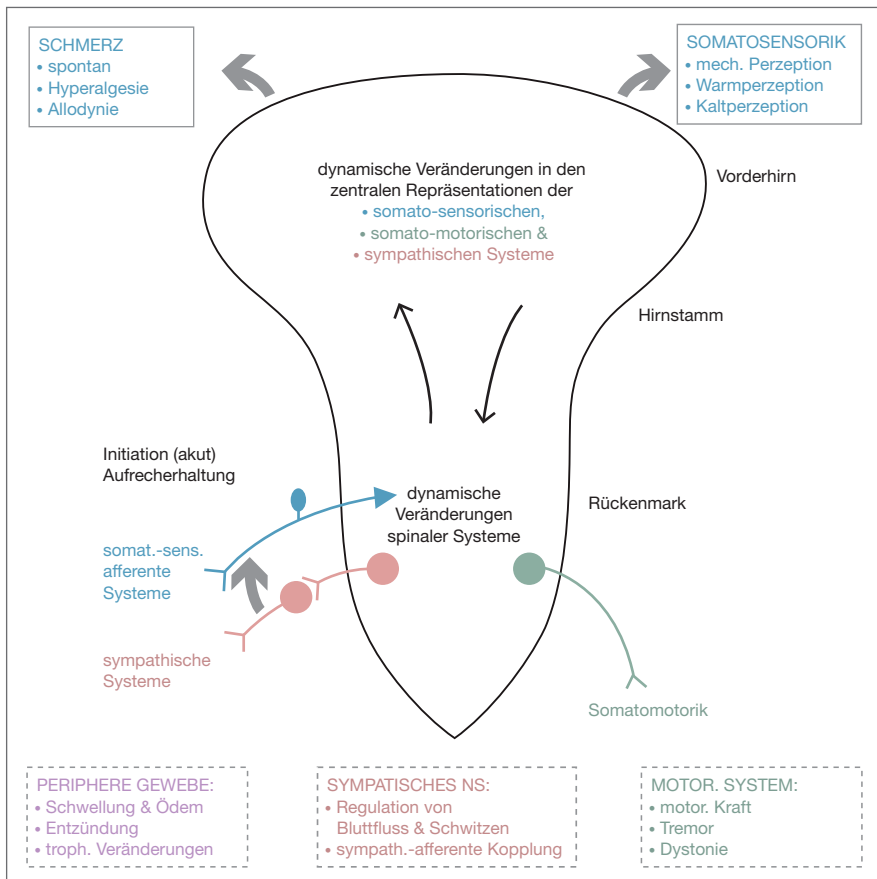 SCHMERZ
• spontan
• Hyperalgesie
• Allodynie
SOMATOSENSORIK
• mech. Perzeption
• Warmperzeption
• Kaltperzeption
dynamische Veränderungen in den
zentralen Repräsentationen der
• somato-sensorischen,
• somato-motorischen &
• sympathischen Systeme
Vorderhirn
Hirnstamm
Initiation (akut)
Aufrecherhaltung
dynamische
Veränderungen
spinaler Systeme
Rückenmark
somat.-sens.
afferente
Systeme
sympathische
Systeme
Somatomotorik
PERIPHERE GEWEBE:
• Schwellung & Ödem
• Entzündung
• troph. Veränderungen
SYMPATISCHES NS:
• Regulation von
Bluttfluss & Schwitzen
• sympath.-afferente Kopplung
MOTOR. SYSTEM:
• motor. Kraft
• Tremor
• Dystonie